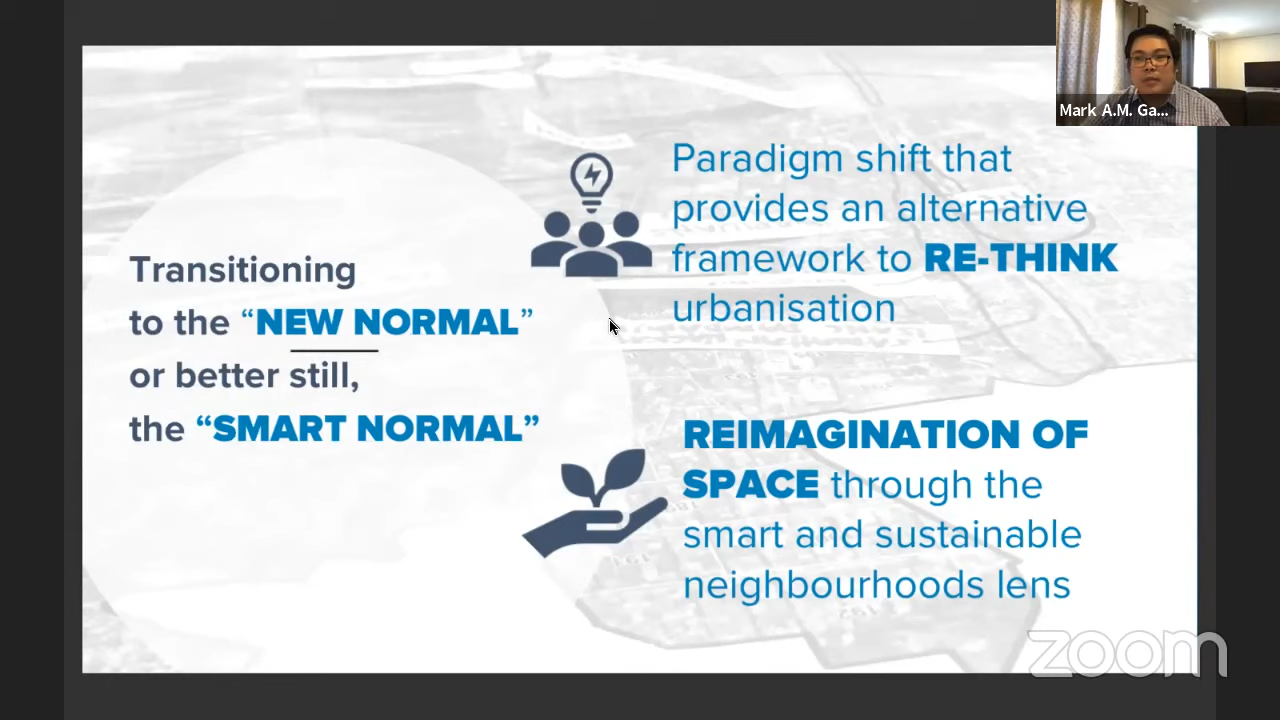 Mark A.M. Ga...
Transitioning
to the “NEW NORMAL”
or better still,
the “SMART NORMAL”
Paradigm shift that
provides an alternative
framework to RE-THINK
urbanisation
REIMAGINATION OF
SPACE through the
smart and sustainable
neighbourhoods lens
zoom